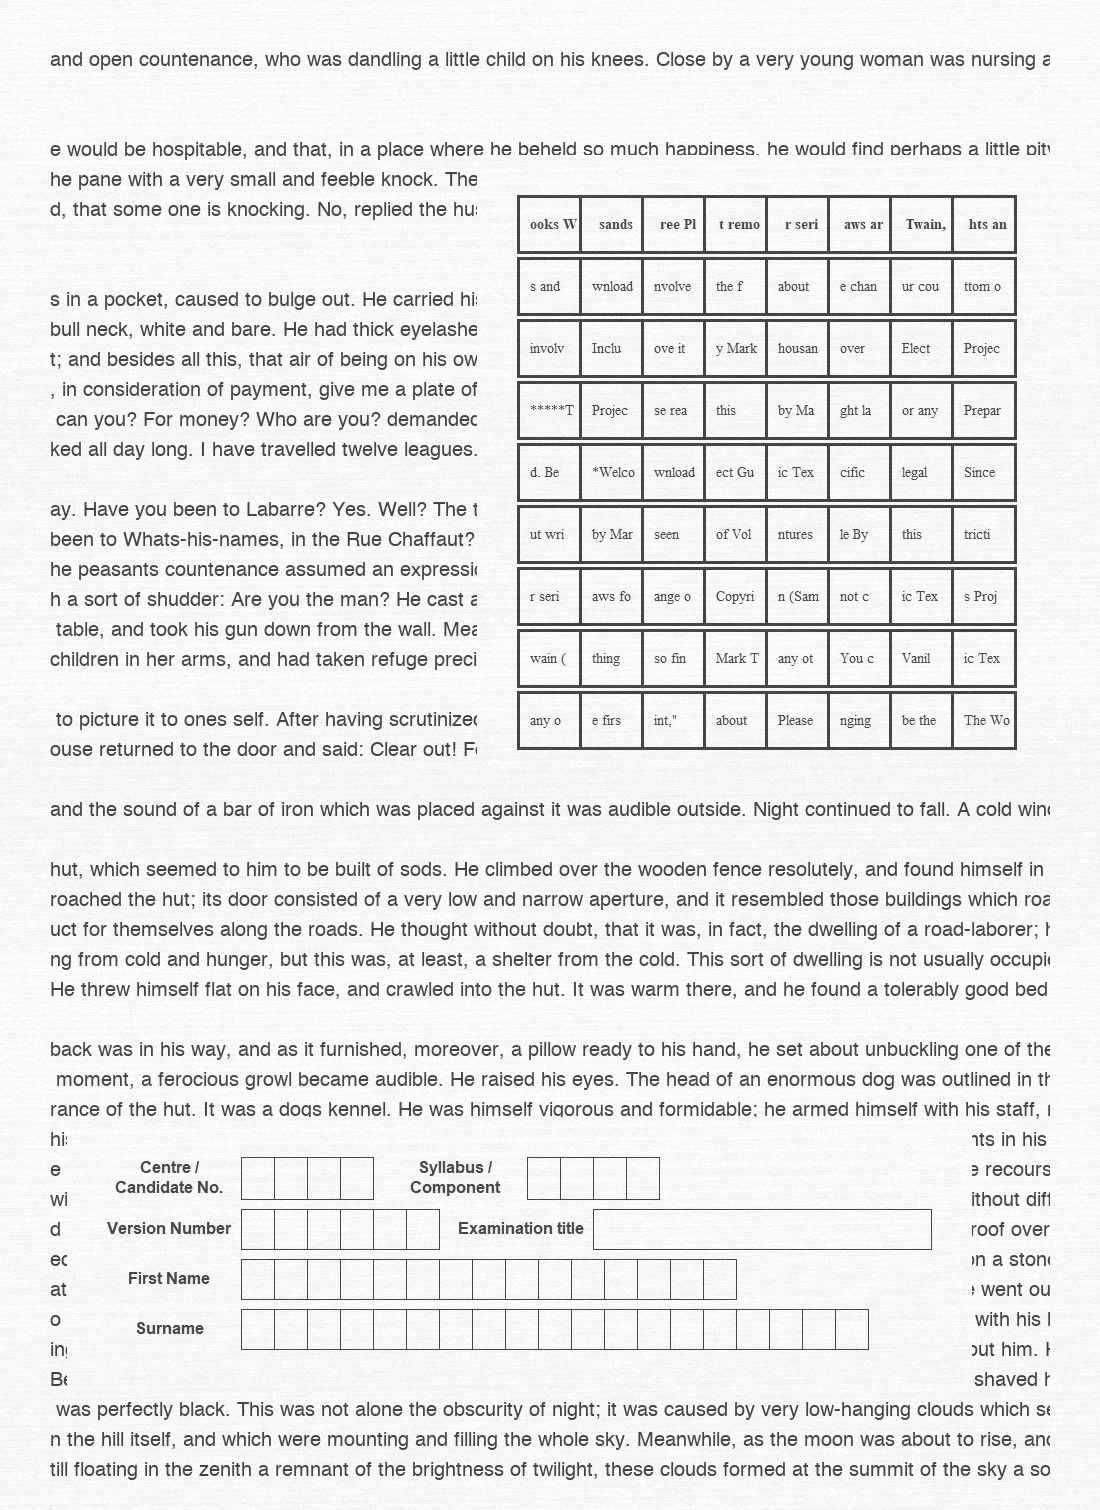 and open countenance, who was dandling a little child on his knees. Close by a very young woman was nursing a
e would be hospitable, and that, in a place where he beheld so much happiness, he would find perhaps a little pity
he pane with a very small and feeble knock. The
d, that some one is knocking. No, replied the hus
s in a pocket, caused to bulge out. He carried his
bull neck, white and bare. He had thick eyelashe
t; and besides all this, that air of being on his ow
, in consideration of payment, give me a plate of
can you? For money? Who are you? demanded
ked all day long. I have travelled twelve leagues.
ay. Have you been to Labarre? Yes. Well? The t
been to Whats-his-names, in the Rue Chaffaut?
he peasants countenance assumed an expressio
h a sort of shudder: Are you the man? He cast a
table, and took his gun down from the wall. Mea
children in her arms, and had taken refuge preci
to picture it to ones self. After having scrutinized
ouse returned to the door and said: Clear out! Fo
ooks W sands ree Pl t remo r seri aws ar Twain, hts an
s and wnload nvolve the f about e chan ur cou ttom o
involv Inclu ove it y Mark housan over Elect Projec
*****T Projec se rea this by Ma ght la or any Prepar
d. Be *Welco wnload ect Gu ic Tex cific legal Since
ut wri by Mar seen of Vol ntures le By this tricti
r seri aws fo ange o Copyri n (Sam not c ic Tex s Proj
wain ( thing so fin Mark T any ot You c Vanil ic Tex
any o e firs int," about Please nging be the The Wo
and the sound of a bar of iron which was placed against it was audible outside. Night continued to fall. A cold wind
hut, which seemed to him to be built of sods. He climbed over the wooden fence resolutely, and found himself in
roached the hut; its door consisted of a very low and narrow aperture, and it resembled those buildings which roa
uct for themselves along the roads. He thought without doubt, that it was, in fact, the dwelling of a road-laborer; h
ng from cold and hunger, but this was, at least, a shelter from the cold. This sort of dwelling is not usually occupie
He threw himself flat on his face, and crawled into the hut. It was warm there, and he found a tolerably good bed
back was in his way, and as it furnished, moreover, a pillow ready to his hand, he set about unbuckling one of the
moment, a ferocious growl became audible. He raised his eyes. The head of an enormous dog was outlined in th
rance of the hut. It was a dogs kennel. He was himself vigorous and formidable; he armed himself with his staff, r
his nts in his
e e recours
wi ithout diff
d roof over
ed on a stone
at e went ou
o with his h
ing out him. H
Be shaved h
Centre / Candidate No. Syllabus / Component
Version Number Examination title
First Name
Surname
was perfectly black. This was not alone the obscurity of night; it was caused by very low-hanging clouds which se
n the hill itself, and which were mounting and filling the whole sky. Meanwhile, as the moon was about to rise, and
till floating in the zenith a remnant of the brightness of twilight, these clouds formed at the summit of the sky a so